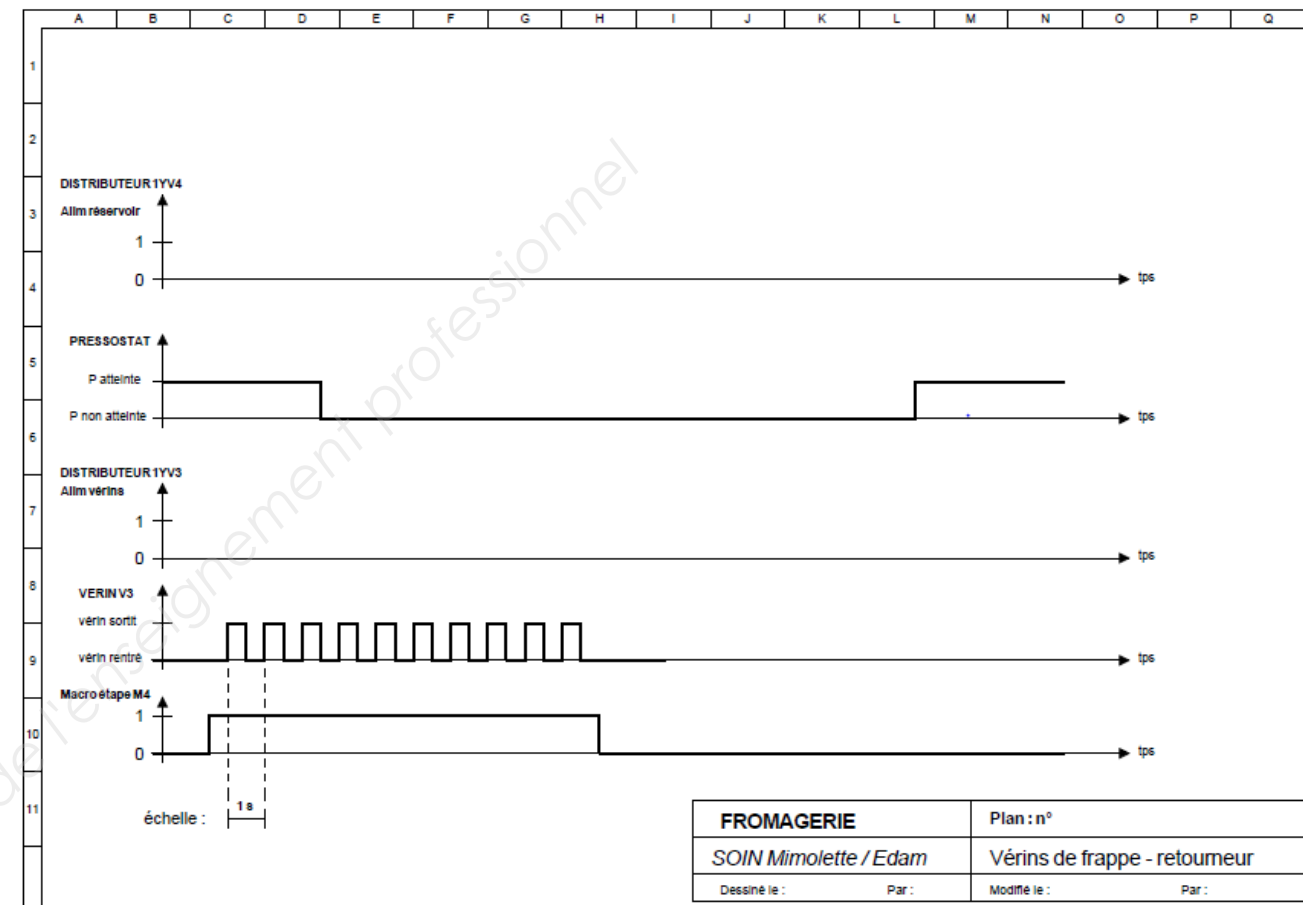 A B C D E F G H I J K L M N O P Q
1
2
3
4
5
6
7
8
9
10
11
DISTRIBUTEUR 1YV4
Alim réservoir
1
0
tps
PRESSOSTAT
P atteinte
P non atteinte
tps
DISTRIBUTEUR 1YV3
Alim vérins
1
0
tps
VERIN V3
vérin sortit
vérin rentré
tps
Macro étape M4
1
0
tps
échelle :
1 s
FROMAGERIE
Plan : n°
SOIN Mimolette / Edam
Vérins de frappe - retourneur
Dessiné le : Par :
Modifié le : Par :
de l'enseignement professionnel